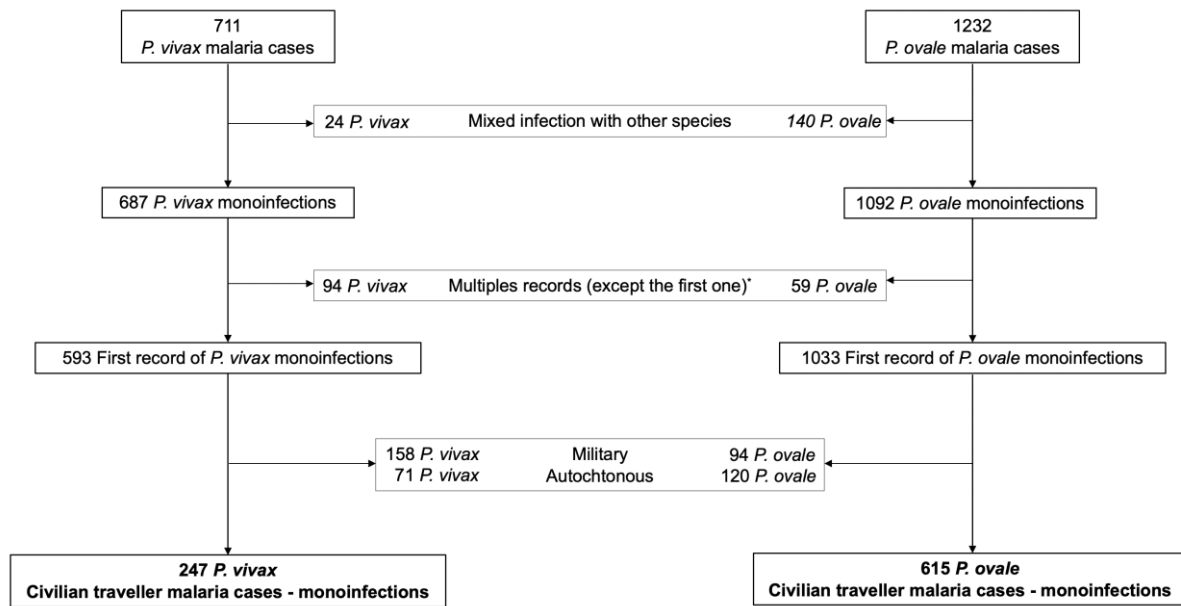 711
P. vivax malaria cases
1232
P. ovale malaria cases
24 P. vivax Mixed infection with other species 140 P. ovale
687 P. vivax monoinfections
1092 P. ovale monoinfections
94 P. vivax Multiples records (except the first one)* 59 P. ovale
593 First record of P. vivax monoinfections
1033 First record of P. ovale monoinfections
158 P. vivax Military 94 P. ovale
71 P. vivax Autochtonous 120 P. ovale
247 P. vivax
Civilian traveller malaria cases - monoinfections
615 P. ovale
Civilian traveller malaria cases - monoinfections